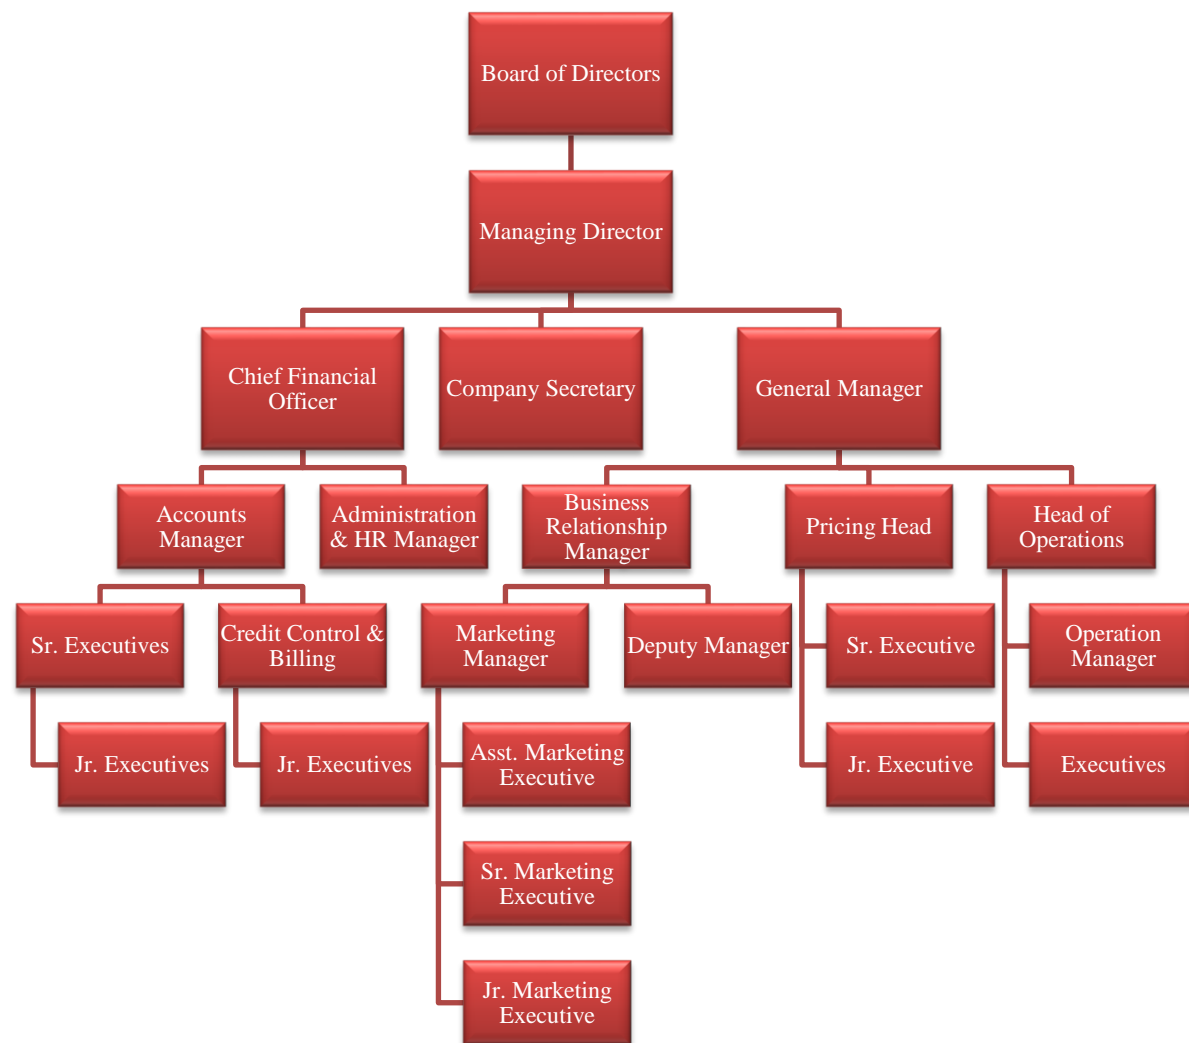 Board of Directors
Managing Director
Chief Financial
Officer
Company Secretary
General Manager
Accounts
Manager
Administration
& HR Manager
Business
Relationship
Manager
Pricing Head
Head of
Operations
Sr. Executives
Credit Control &
Billing
Marketing
Manager
Deputy Manager
Sr. Executive
Operation
Manager
Jr. Executives
Jr. Executives
Asst. Marketing
Executive
Jr. Executive
Executives
Sr. Marketing
Executive
Jr. Marketing
Executive